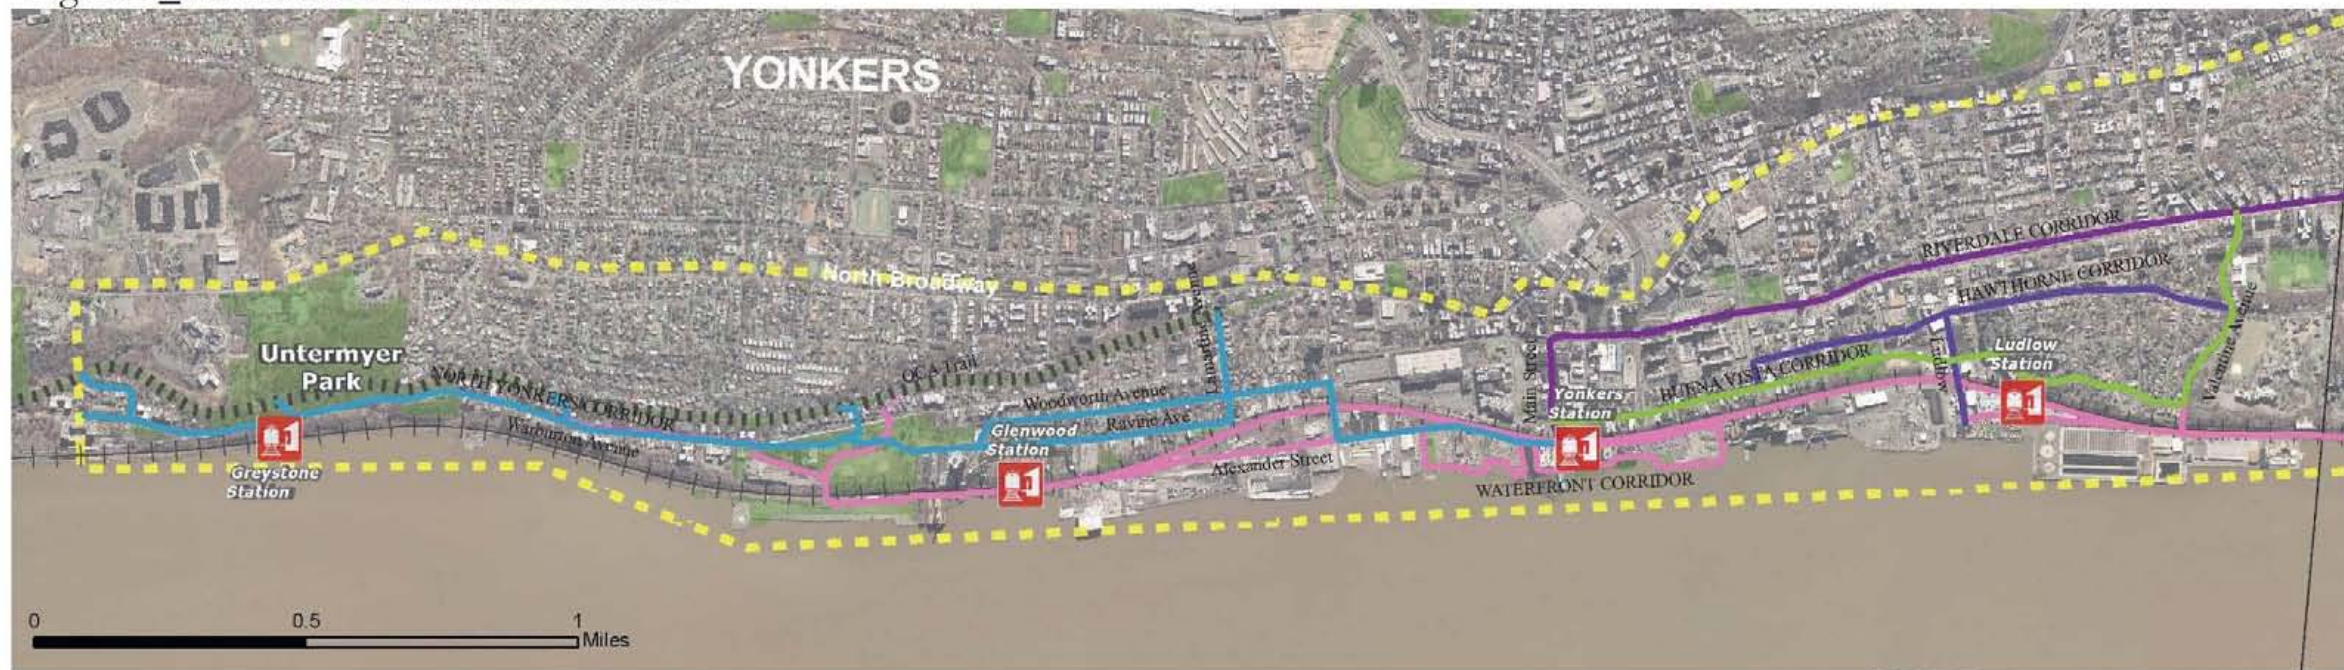 YONKERS
North Broadway
RIVERDALE CORRIDOR
HAWTHORNE CORRIDOR
Untermyer
Park
NORTH YONKERS CORRIDOR
OCA Trail
Lamartine Avenue
Woodworth Avenue
Ravine Ave
Warburton Avenue
Greystone
Station
Glenwood
Station
Alexander Street
Main Street
Yonkers
Station
BUENA VISTA CORRIDOR
Ludlow
Ludlow
Station
Valentine Avenue
WATERFRONT CORRIDOR
0 0.5 1
Miles